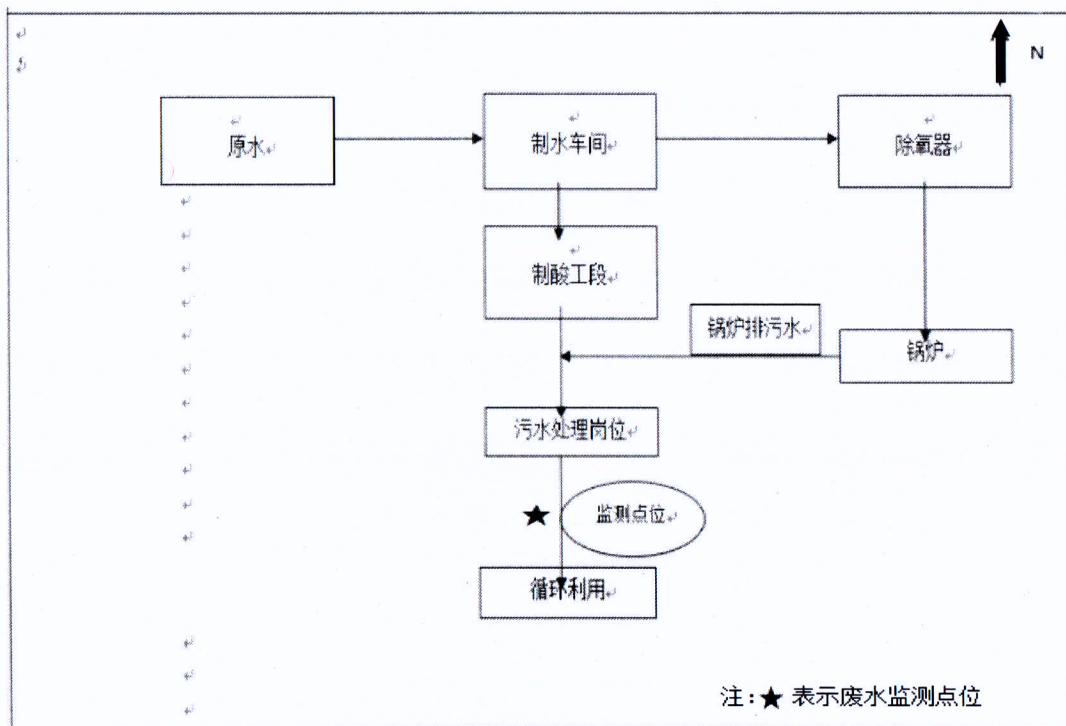 N
原水
制水车间
除氧器
制酸工段
锅炉排污水
锅炉
污水处理岗位
★
监测点位
循环利用
注:★ 表示废水监测点位